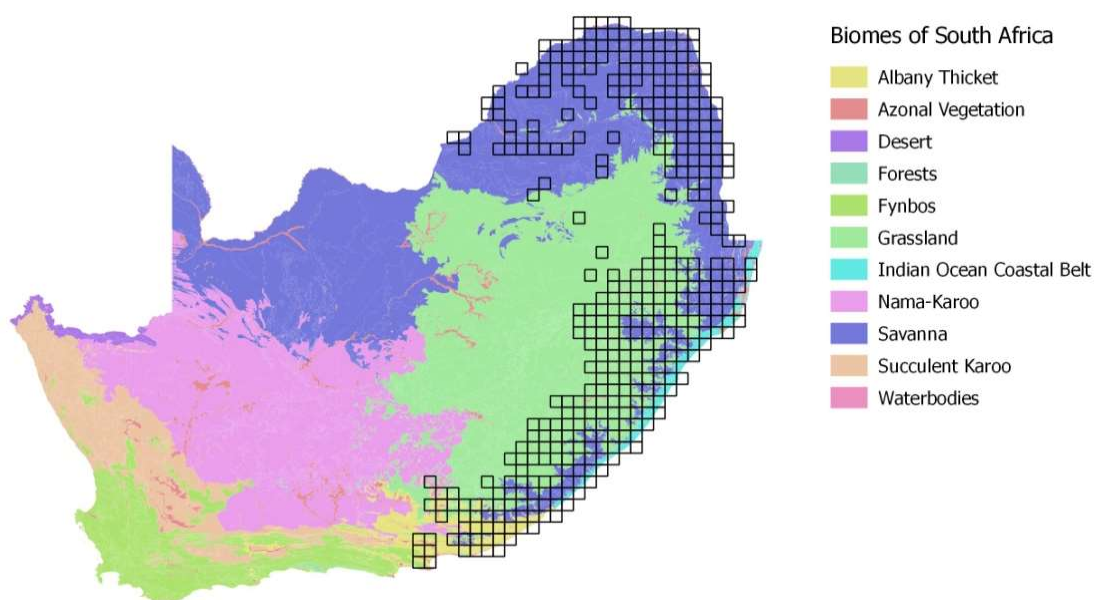 Biomes of South Africa
Albany Thicket
Azonal Vegetation
Desert
Forests
Fynbos
Grassland
Indian Ocean Coastal Belt
Nama-Karoo
Savanna
Succulent Karoo
Waterbodies